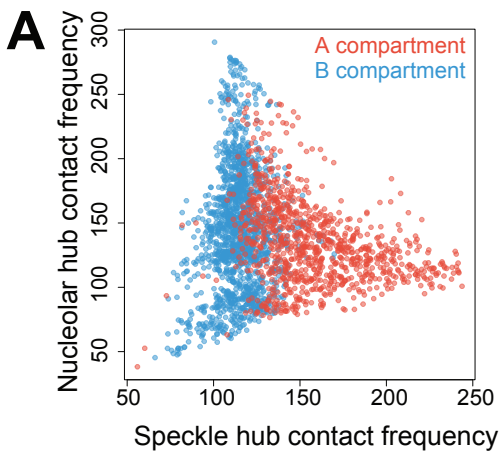 A
A compartment
B compartment
Nucleolar hub contact frequency
300
250
200
150
100
50
50 100 150 200 250
Speckle hub contact frequency